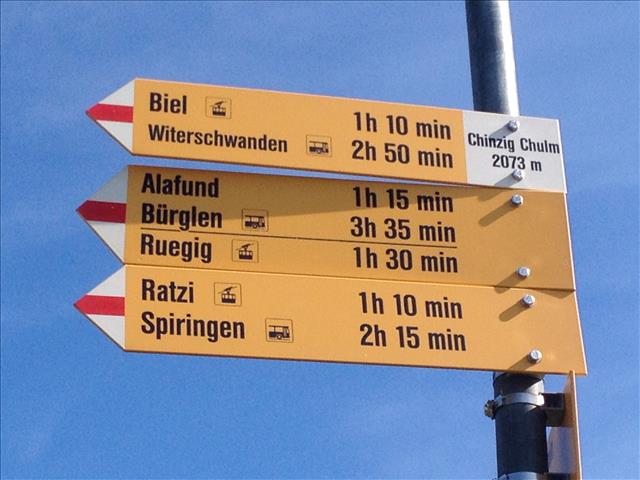 Biel 1h 10 min
Witerschwanden 2h 50 min
Chinzig Chulm
2073 m
Alafund 1h 15 min
Bürglen 3h 35 min
Ruegig 1h 30 min
Ratzi 1h 10 min
Spiringen 2h 15 min